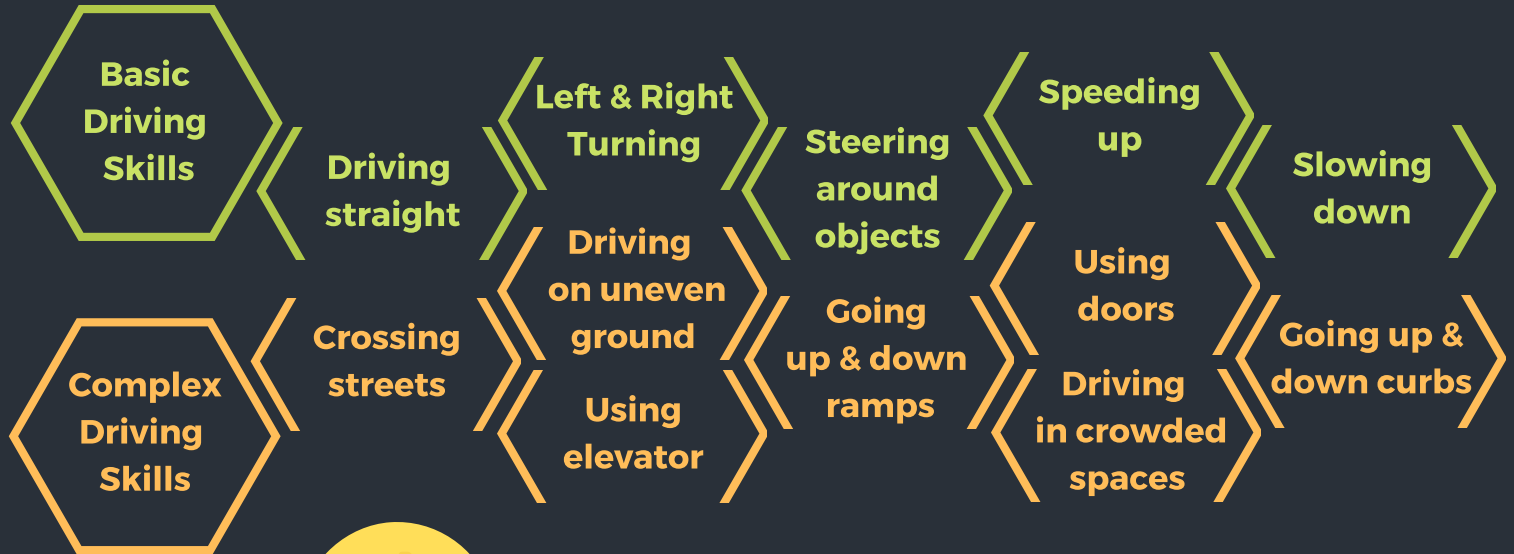 Basic
Driving
Skills
Driving
straight
Left & Right
Turning
Steering
around
objects
Speeding
up
Slowing
down
Complex
Driving
Skills
Crossing
streets
Driving
on uneven
ground
Using
elevator
Going
up & down
ramps
Using
doors
Driving
in crowded
spaces
Going up &
down curbs